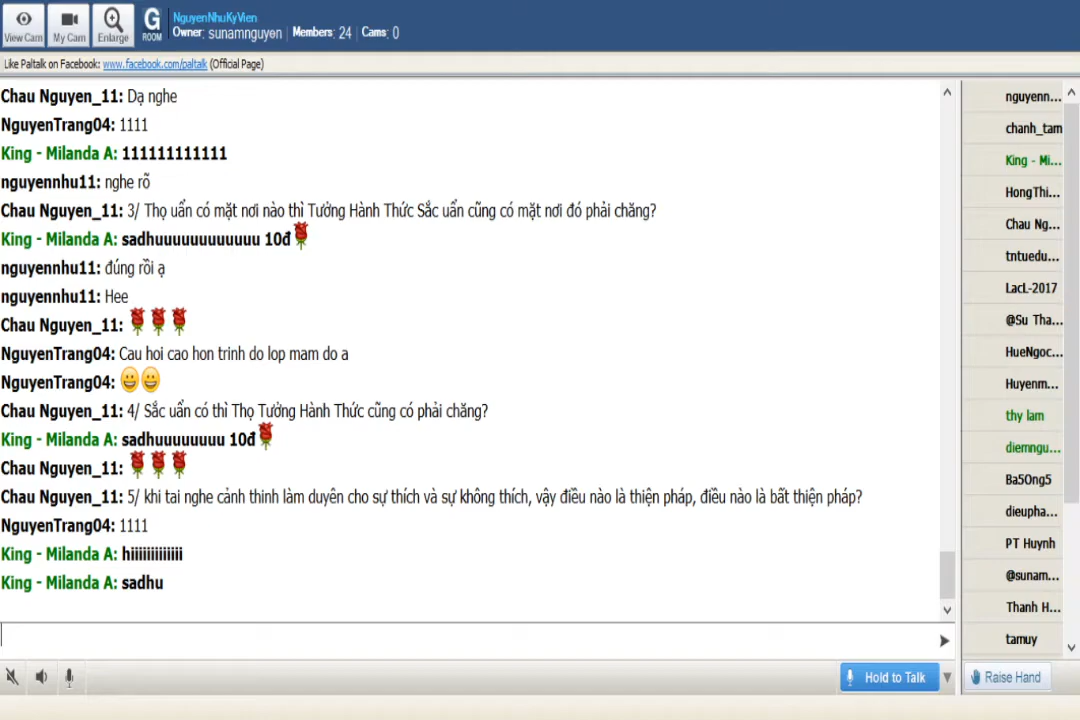 NguyenNhuKyVien
Owner: sunamnguyen Members: 24 Cams: 0
View Cam My Cam Enlarge G ROOM
Like Paltalk on Facebook: www.facebook.com/paltalk (Official Page)
Chau Nguyen_11: Dạ nghe
NguyenTrang04: 1111
King - Milanda A: 111111111111
nguyennhu11: nghe rõ
Chau Nguyen_11: 3/ Thọ uẩn có mặt nơi nào thì Tưởng Hành Thức Sắc uẩn cũng có mặt nơi đó phải chăng?
King - Milanda A: sadhuuuuuuuuuuuu 10đ
nguyennhu11: đúng rồi ạ
nguyennhu11: Hee
Chau Nguyen_11:
NguyenTrang04: Cau hoi cao hon trinh do lop mam do a
NguyenTrang04:
Chau Nguyen_11: 4/ Sắc uẩn có thì Thọ Tưởng Hành Thức cũng có phải chăng?
King - Milanda A: sadhuuuuuuuu 10đ
Chau Nguyen_11:
Chau Nguyen_11: 5/ khi tai nghe cảnh thinh làm duyên cho sự thích và sự không thích, vậy điều nào là thiện pháp, điều nào là bất thiện pháp?
NguyenTrang04: 1111
King - Milanda A: hiiiiiiiiiiiii
King - Milanda A: sadhu
nguyenn...
chanh_tam
King - Mi...
HongThi...
Chau Ng...
tntuedu...
LacL-2017
@Su Tha...
HueNgoc...
Huyenm...
thy lam
diemngu...
Ba5Ong5
dieupha...
PT Huynh
@sunam...
Thanh H...
tamuy
Hold to Talk
Raise Hand